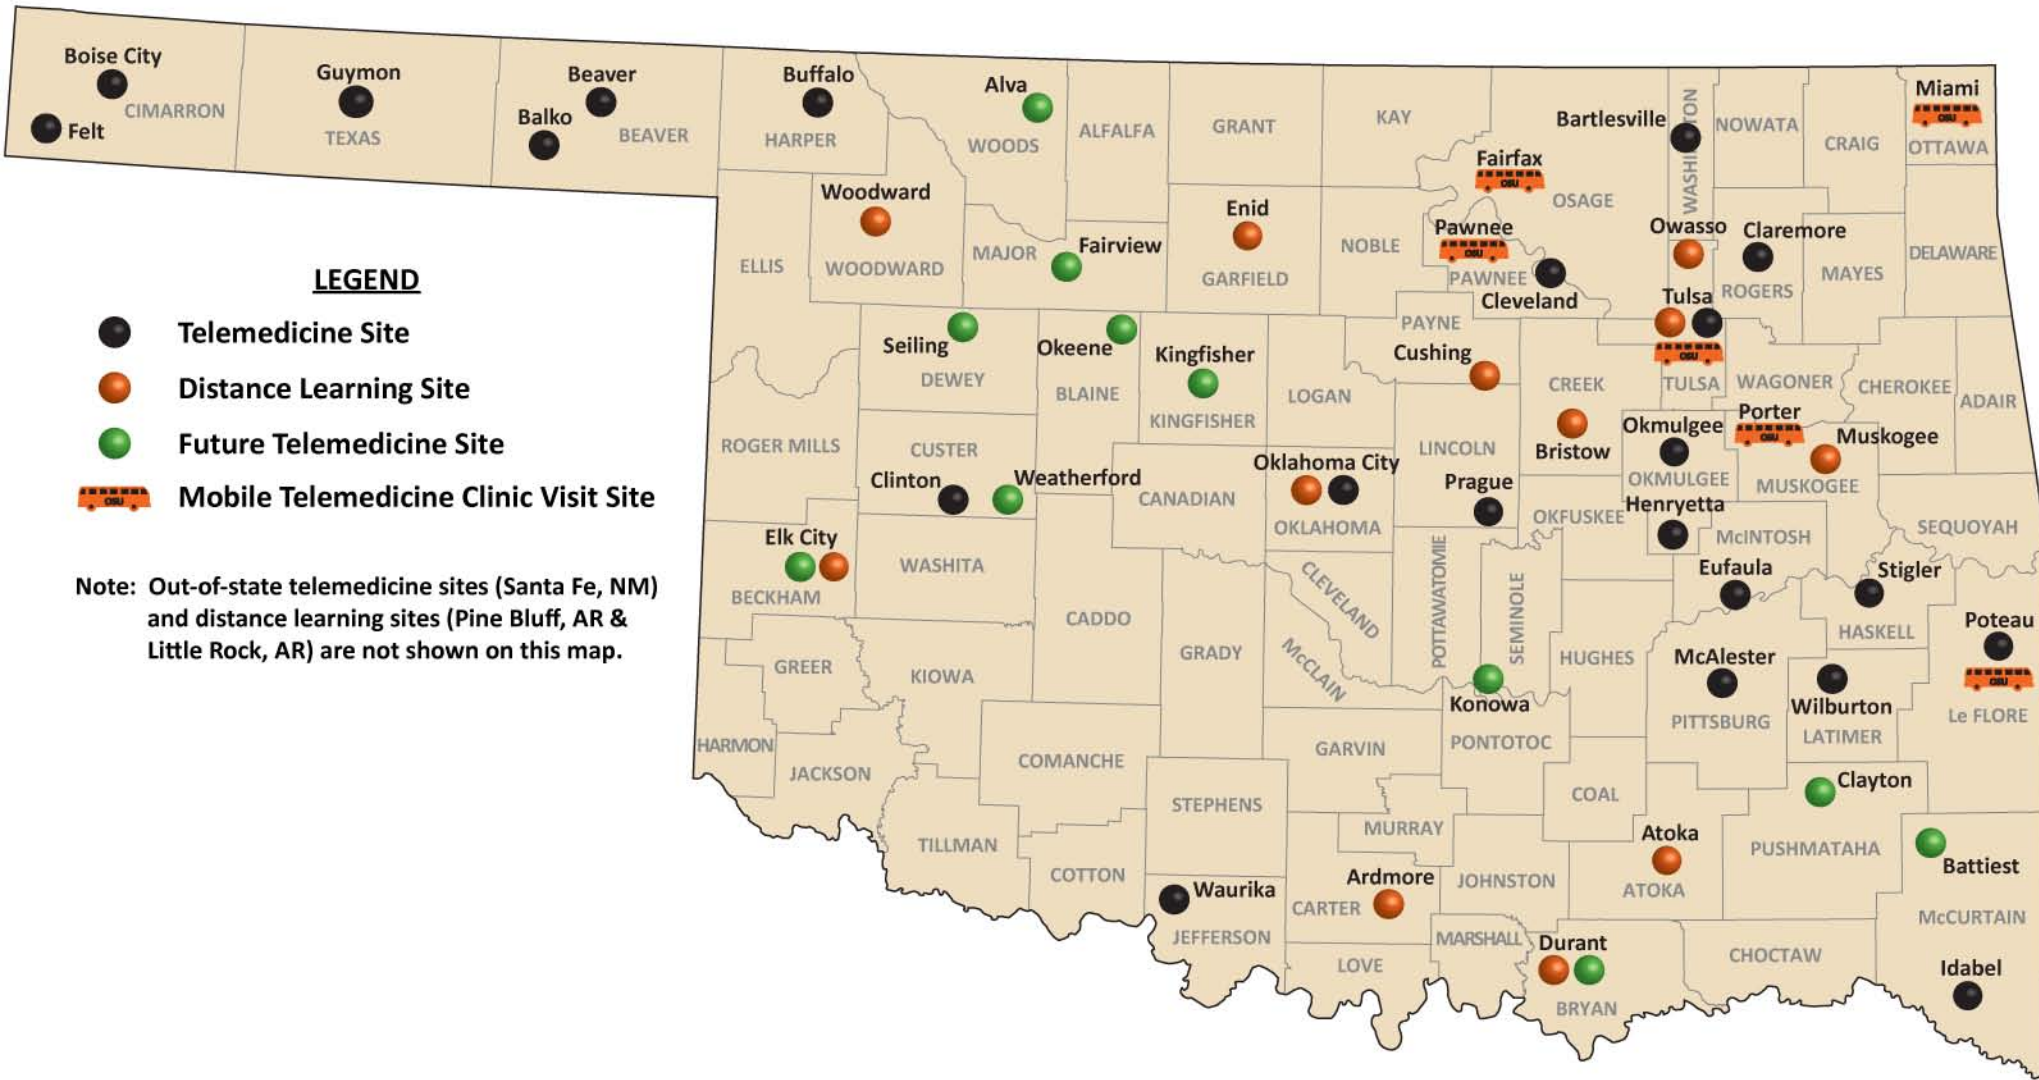 Boise City
CIMARRON
Felt
Guymon
TEXAS
Beaver
Balko
BEAVER
Buffalo
HARPER
Alva
WOODS
ALFALFA
GRANT
KAY
Bartlesville
WASHINGTON
NOWATA
CRAIG
Miami
OSU
OTTAWA
Fairfax
OSU
OSAGE
Woodward
WOODWARD
ELLIS
MAJOR
Fairview
Enid
GARFIELD
NOBLE
Pawnee
OSU
PAWNEE
Cleveland
Owasso
Claremore
ROGERS
MAYES
DELAWARE
LEGEND
Telemedicine Site
Distance Learning Site
Future Telemedicine Site
OSU
Mobile Telemedicine Clinic Visit Site
Note: Out-of-state telemedicine sites (Santa Fe, NM)
and distance learning sites (Pine Bluff, AR &
Little Rock, AR) are not shown on this map.
Seiling
DEWEY
Okeene
BLAINE
Kingfisher
KINGFISHER
LOGAN
PAYNE
Cushing
CREEK
Bristow
Tulsa
OSU
TULSA
WAGONER
CHEROKEE
ADAIR
Porter
OSU
Muskogee
MUSKOGEE
Okmulgee
OKMULGEE
Henryetta
ROGER MILLS
CUSTER
Clinton
Weatherford
CANADIAN
Oklahoma City
OKLAHOMA
LINCOLN
Prague
OKFUSKEE
McINTOSH
SEQUOYAH
Elk City
BECKHAM
WASHITA
CADDO
GRADY
CLEVELAND
McCLAIN
POTTAWATOMIE
SEMINOLE
HUGHES
Eufaula
Stigler
HASKELL
Poteau
OSU
Le FLORE
McAlester
PITTSBURG
Wilburton
LATIMER
GREER
KIOWA
HARMON
JACKSON
COMANCHE
STEPHENS
GARVIN
Konowa
PONTOTOC
COAL
Clayton
PUSHMATAHA
Battiest
McCURTAIN
TILLMAN
COTTON
Waurika
JEFFERSON
MURRAY
Ardmore
CARTER
JOHNSTON
Atoka
ATOKA
LOVE
MARSHALL
Durant
BRYAN
CHOCTAW
Idabel